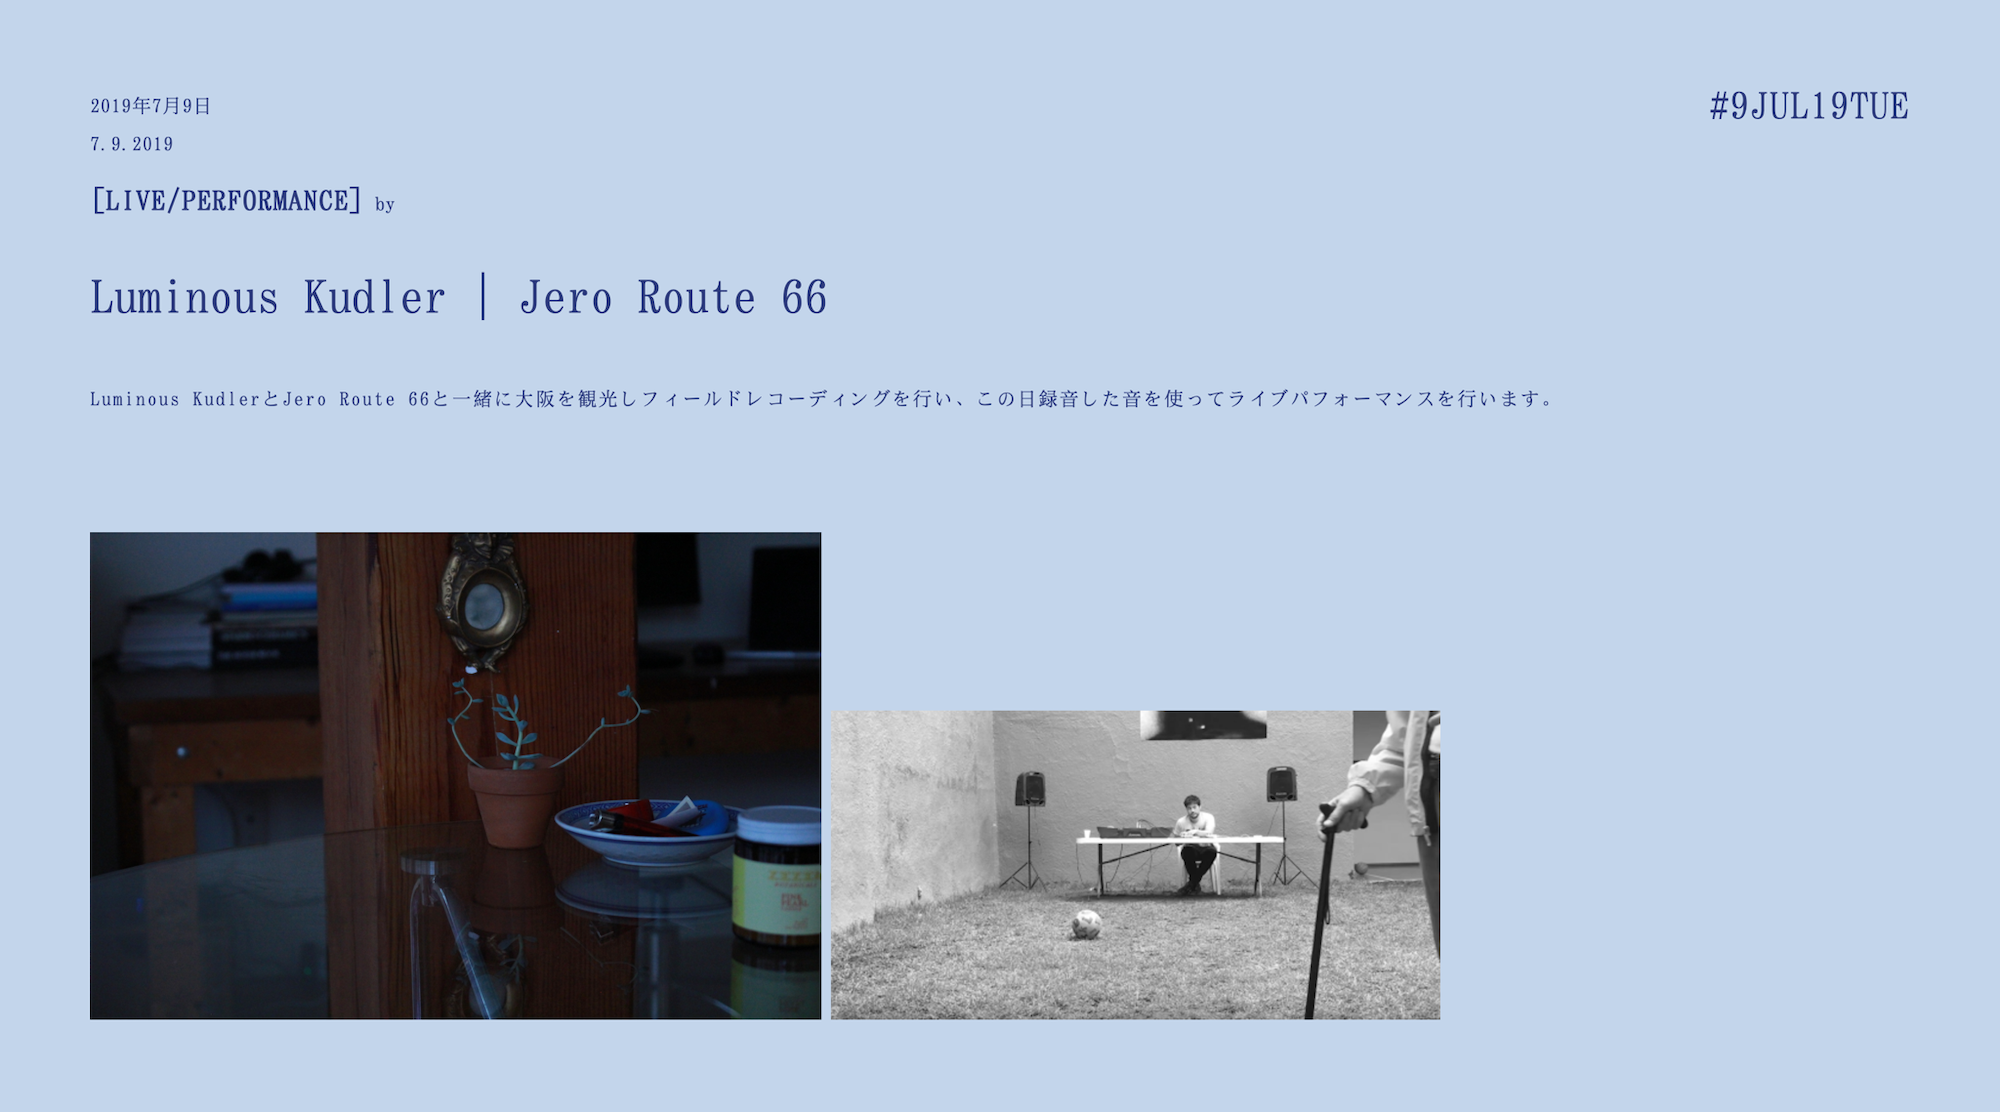 2019年7月9日
#9JUL19TUE
7.9.2019
[LIVE/PERFORMANCE] by
Luminous Kudler | Jero Route 66
Luminous KudlerとJero Route 66と一緒に大阪を観光しフィールドレコーディングを行い、この日録音した音を使ってライブパフォーマンスを行います。